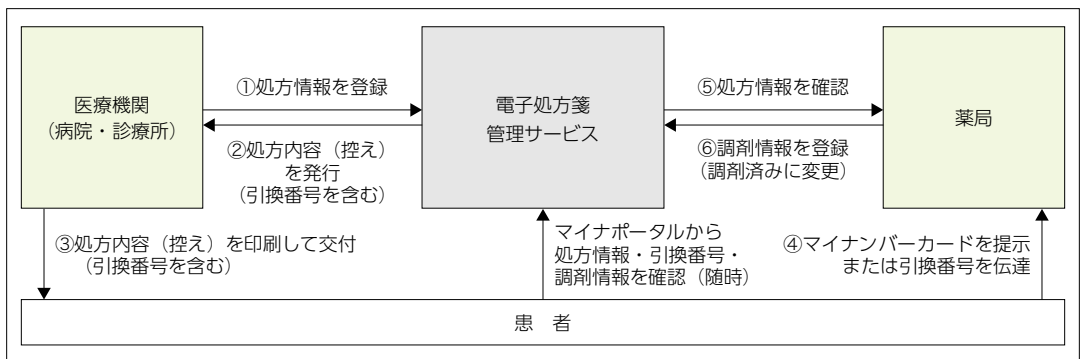 医療機関
（病院・診療所）
①処方情報を登録
②処方内容（控え）
を発行
（引換番号を含む）
電子処方箋
管理サービス
⑤処方情報を確認
⑥調剤情報を登録
（調剤済みに変更）
薬局
③処方内容（控え）を印刷して交付
（引換番号を含む）
マイナポータルから
処方情報・引換番号・
調剤情報を確認（随時）
④マイナンバーカードを提示
または引換番号を伝達
患　者